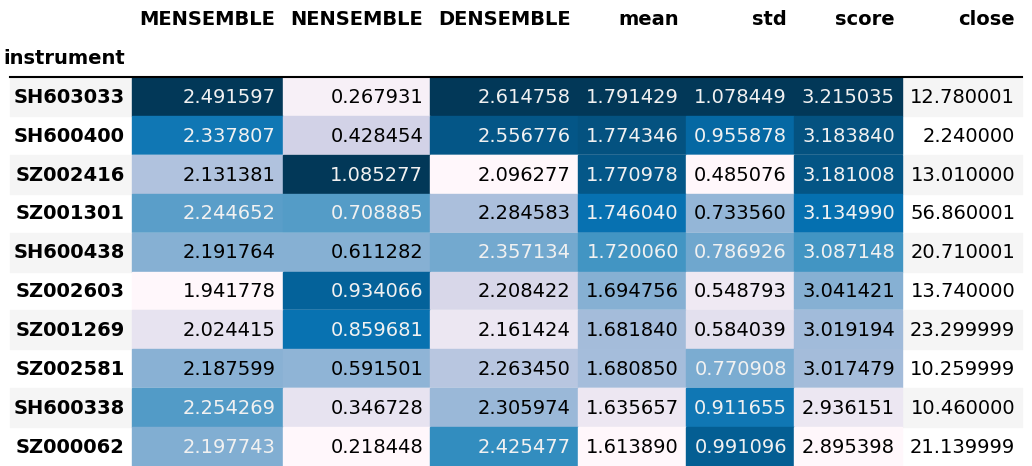 MENSEMBLE NENSEMBLE DENSEMBLE mean std score close
instrument
SH603033 2.491597 0.267931 2.614758 1.791429 1.078449 3.215035 12.780001
SH600400 2.337807 0.428454 2.556776 1.774346 0.955878 3.183840 2.240000
SZ002416 2.131381 1.085277 2.096277 1.770978 0.485076 3.181008 13.010000
SZ001301 2.244652 0.708885 2.284583 1.746040 0.733560 3.134990 56.860001
SH600438 2.191764 0.611282 2.357134 1.720060 0.786926 3.087148 20.710001
SZ002603 1.941778 0.934066 2.208422 1.694756 0.548793 3.041421 13.740000
SZ001269 2.024415 0.859681 2.161424 1.681840 0.584039 3.019194 23.299999
SZ002581 2.187599 0.591501 2.263450 1.680850 0.770908 3.017479 10.259999
SH600338 2.254269 0.346728 2.305974 1.635657 0.911655 2.936151 10.460000
SZ000062 2.197743 0.218448 2.425477 1.613890 0.991096 2.895398 21.139999